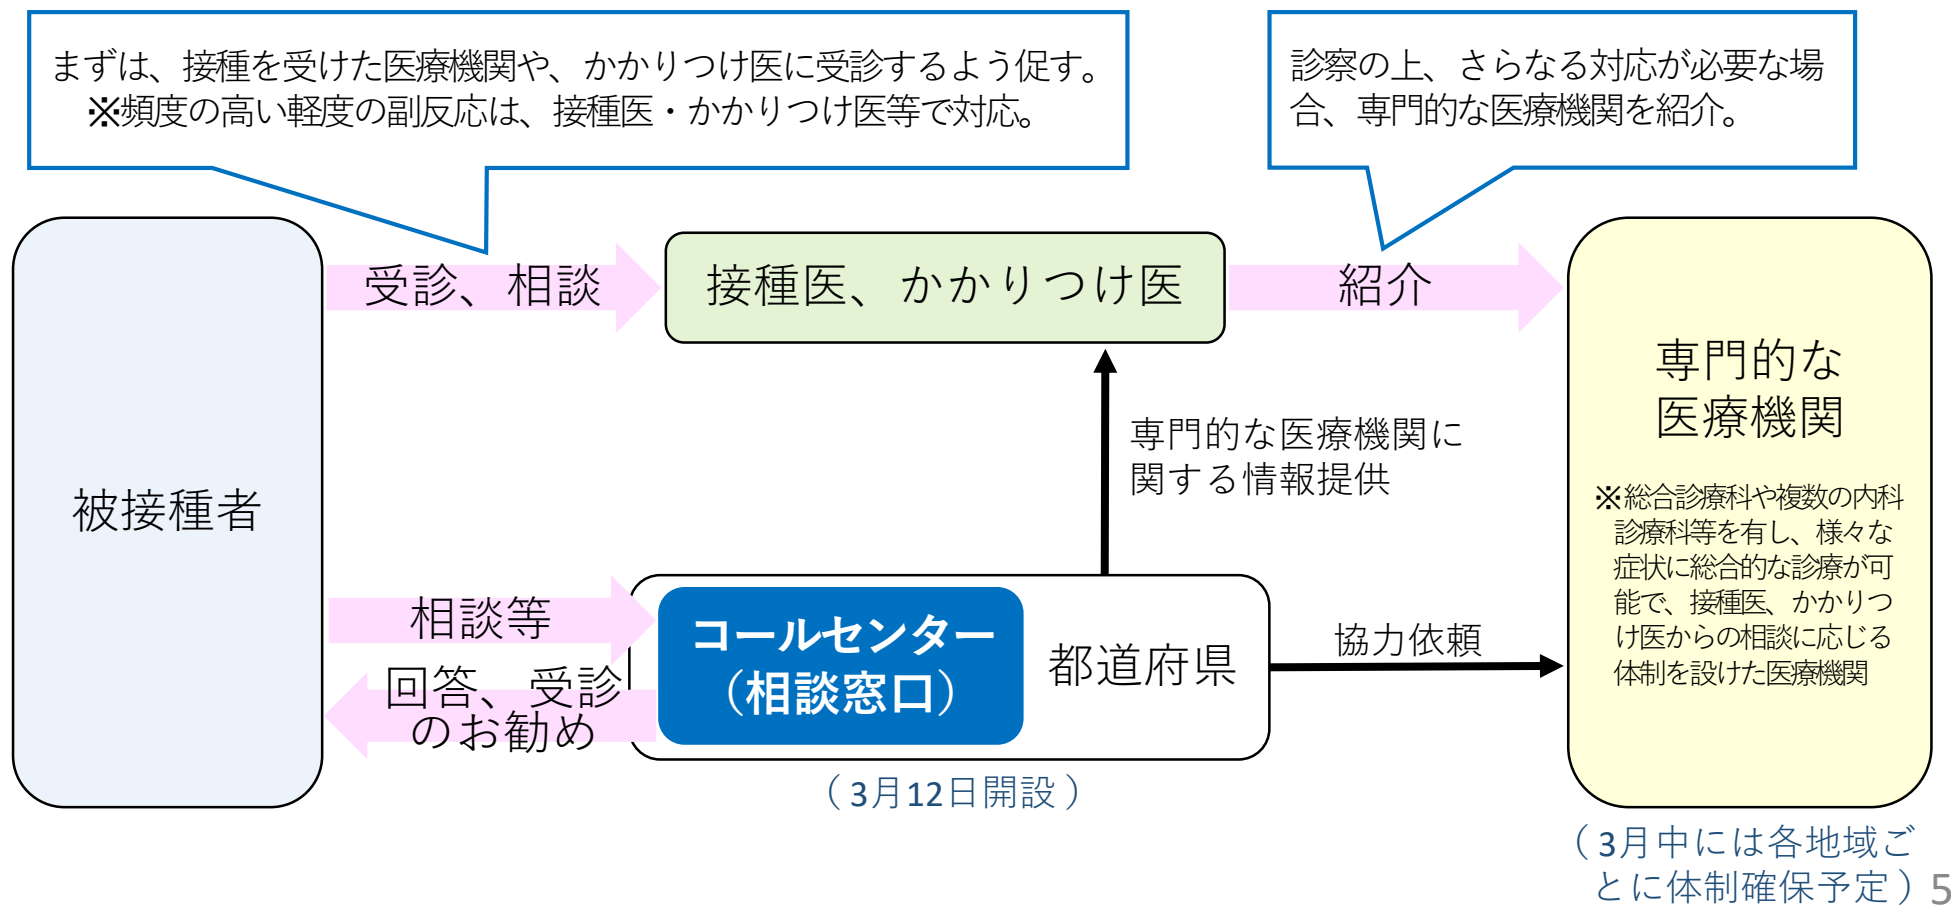 まずは、接種を受けた医療機関や、かかりつけ医に受診するよう促す。
※頻度の高い軽度の副反応は、接種医・かかりつけ医等で対応。
診察の上、さらなる対応が必要な場
合、専門的な医療機関を紹介。
受診、相談
接種医、かかりつけ医
紹介
被接種者
専門的な
医療機関
※総合診療科や複数の内科
診療科等を有し、様々な
症状に総合的な診療が可
能で、接種医、かかりつ
け医からの相談に応じる
体制を設けた医療機関
専門的な医療機関に
関する情報提供
相談等
回答、受診
のお勧め
コールセンター
（相談窓口）
都道府県
協力依頼
（3月12日開設）
（3月中には各地域ご
とに体制確保予定）
5